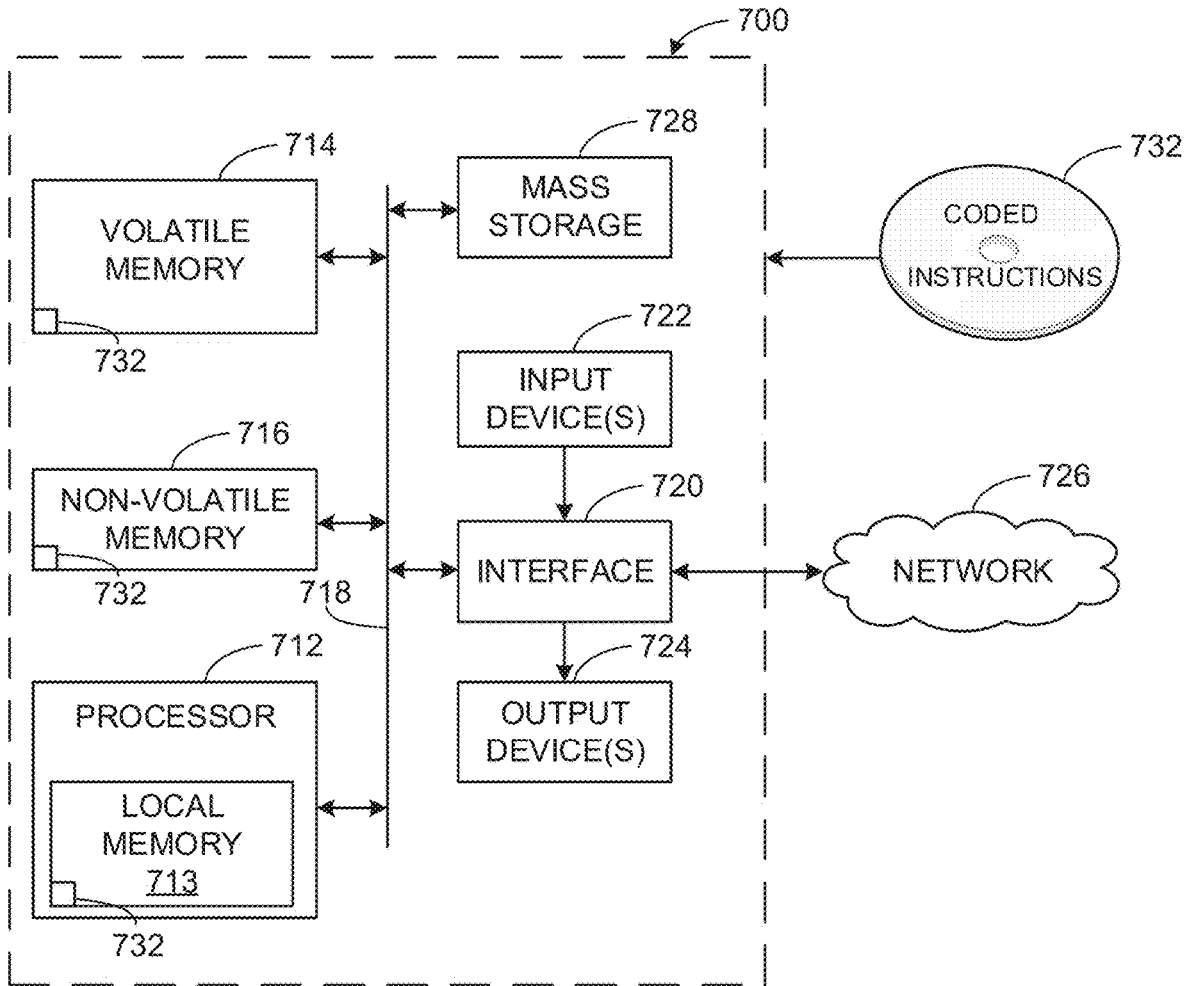 700
714
VOLATILE
MEMORY
732
728
MASS
STORAGE
732
CODED
INSTRUCTIONS
722
INPUT
DEVICE(S)
716
NON-VOLATILE
MEMORY
732
718
720
INTERFACE
726
NETWORK
712
PROCESSOR
LOCAL
MEMORY
713
732
724
OUTPUT
DEVICE(S)